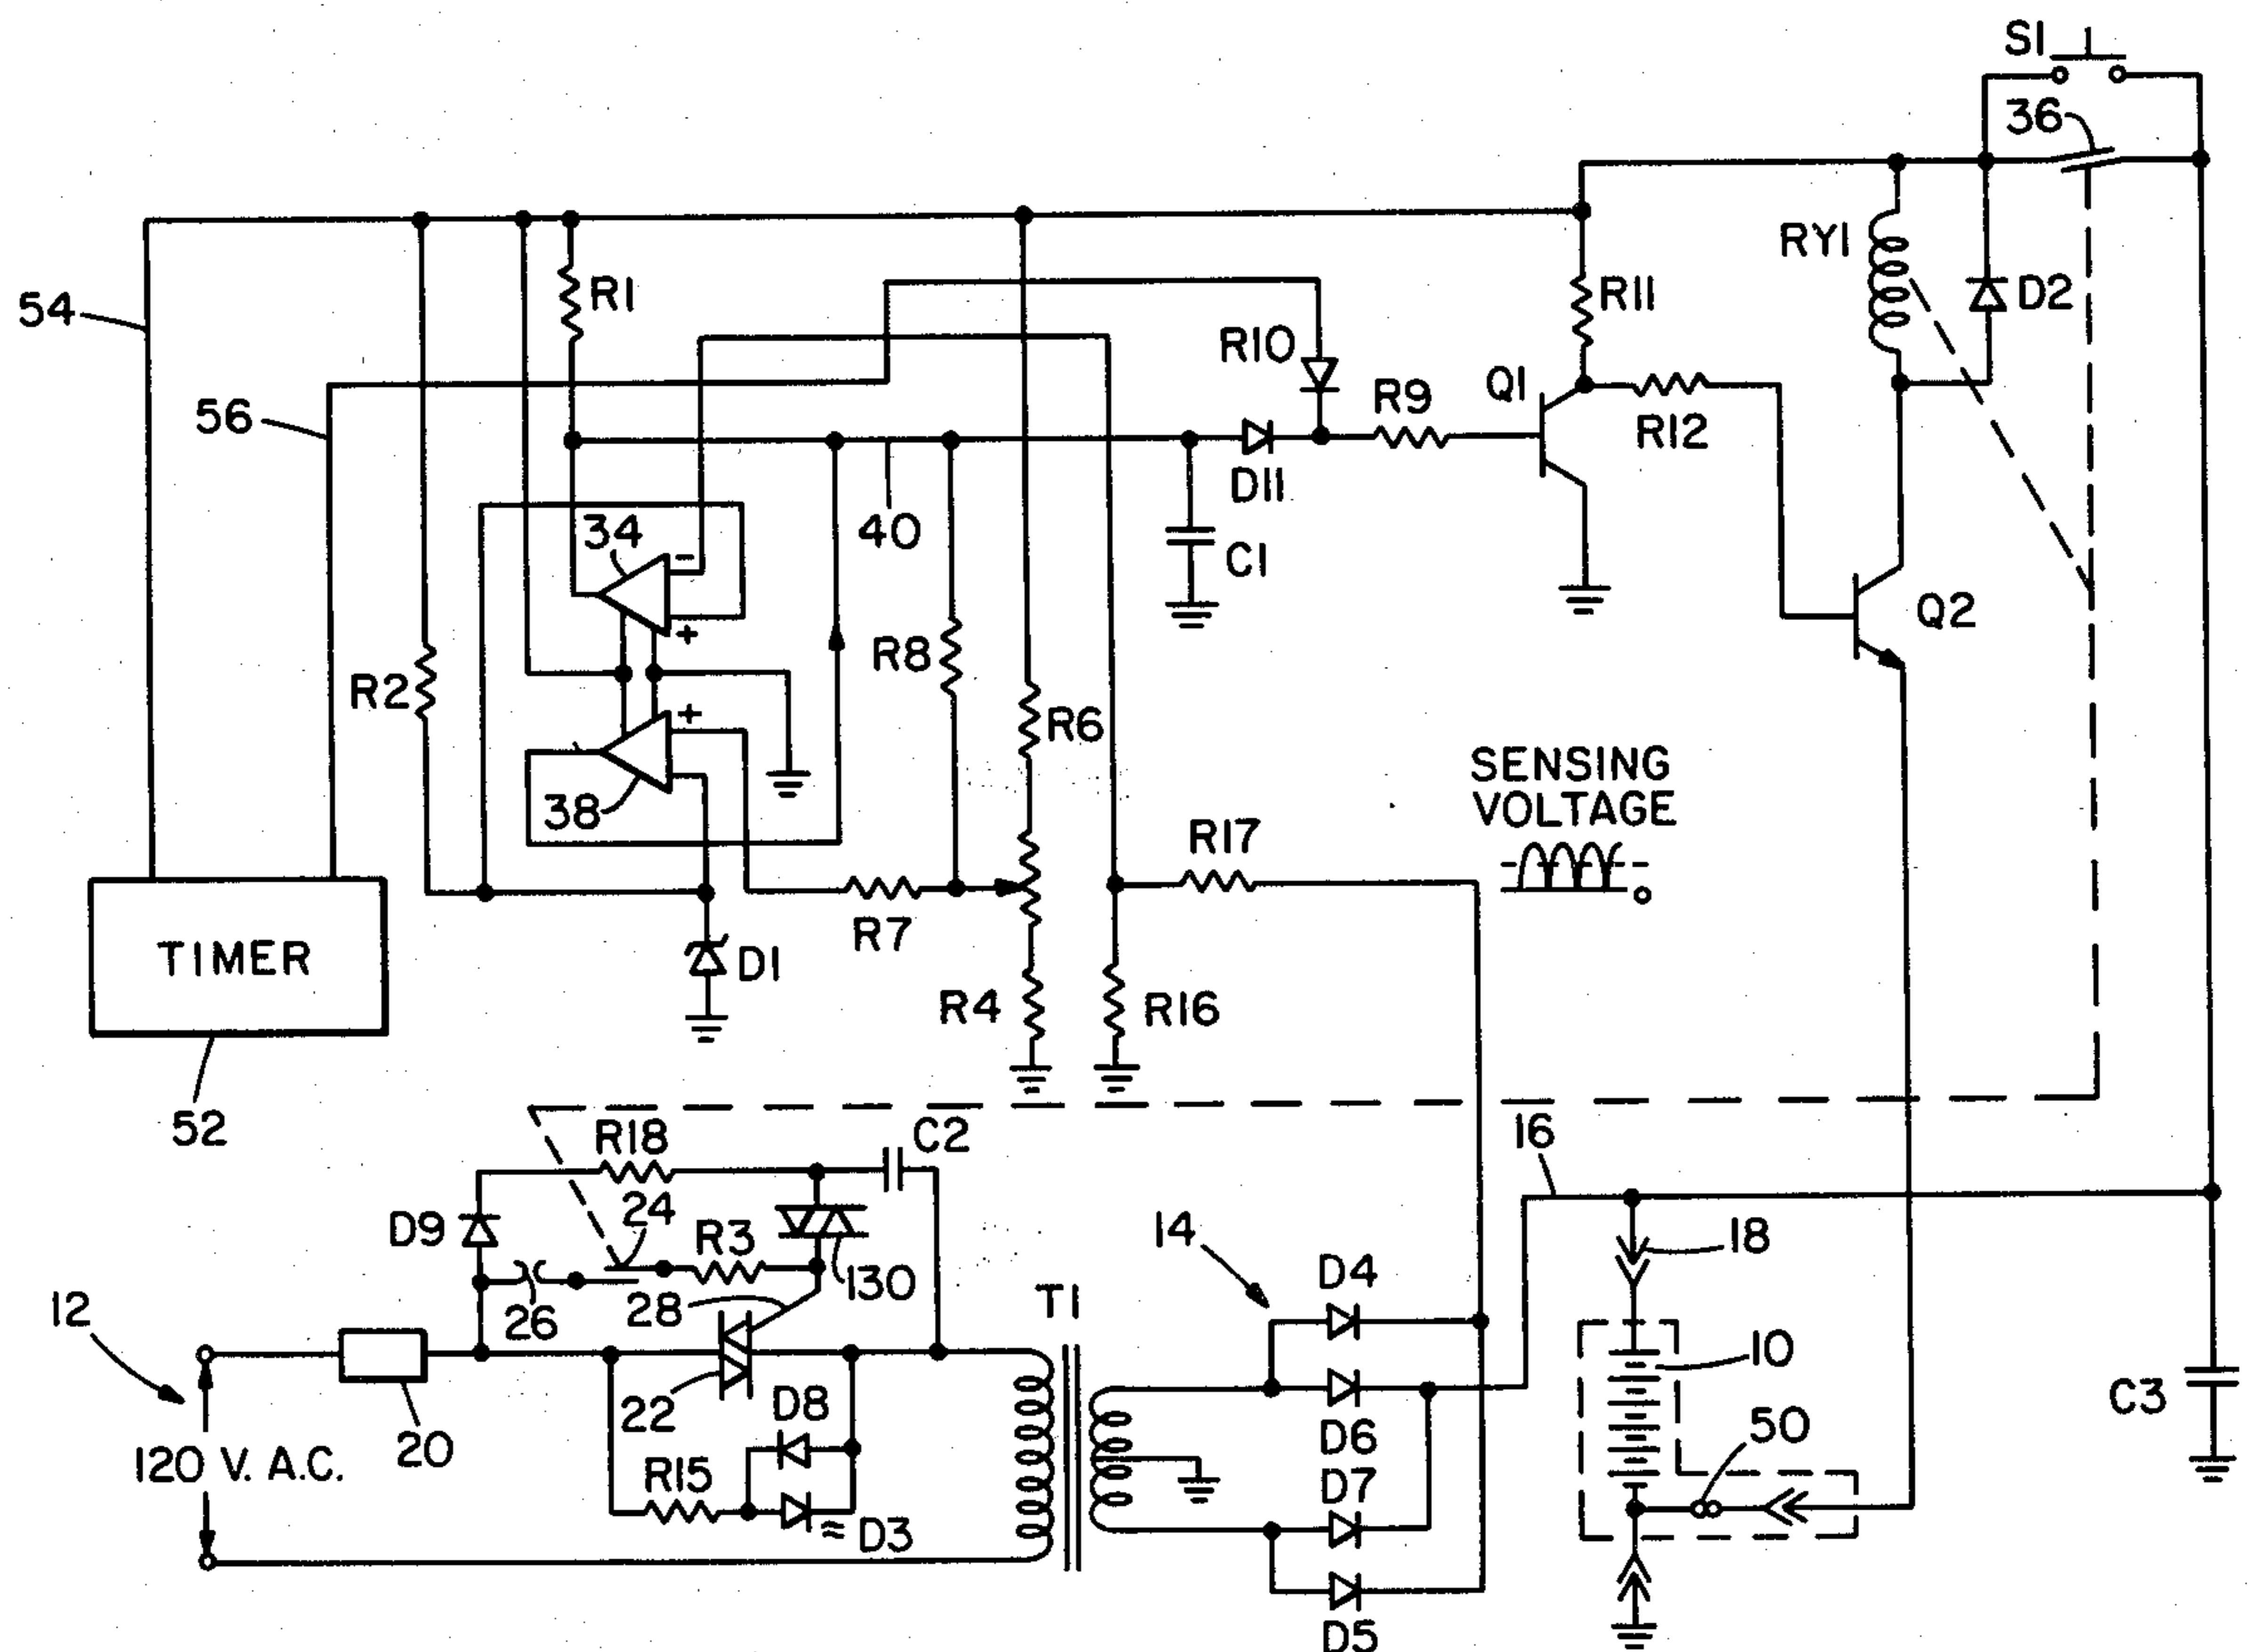 S1
36
RY1
D2
R11
R1
54
R10
Q1
R9
R12
56
D11
34
-
40
C1
+
Q2
R8
R2
+
R6
38
SENSING
VOLTAGE
R17
R7
D1
TIMER
R4
R16
52
16
R18
C2
24
D9
R3
18
14
130
D4
T1
28
26
12
10
22
D8
D6
C3
50
20
120 V. A.C.
R15
D7
≈ D3
D5